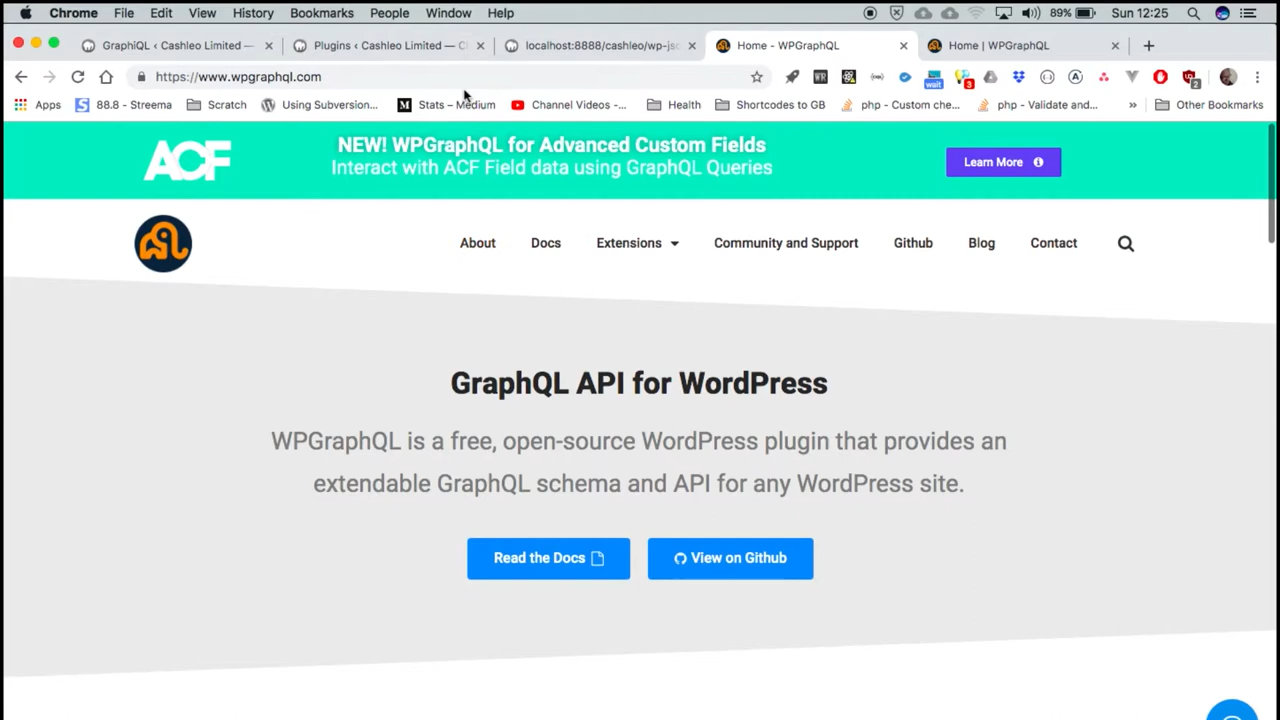 Chrome File Edit View History Bookmarks People Window Help 89% Sun 12:25
GraphiQL ‹ Cashleo Limited — Plugins ‹ Cashleo Limited — C localhost:8888/cashleo/wp-jsc Home - WPGraphQL Home | WPGraphQL
https://www.wpgraphql.com WR wait 3 2
Apps 88.8 - Streema Scratch Using Subversion... Stats – Medium Channel Videos -... Health Shortcodes to GB php - Custom che... php - Validate and... » Other Bookmarks
ACF
NEW! WPGraphQL for Advanced Custom Fields
Interact with ACF Field data using GraphQL Queries
Learn More
About Docs Extensions Community and Support Github Blog Contact
GraphQL API for WordPress
WPGraphQL is a free, open-source WordPress plugin that provides an
extendable GraphQL schema and API for any WordPress site.
Read the Docs View on Github